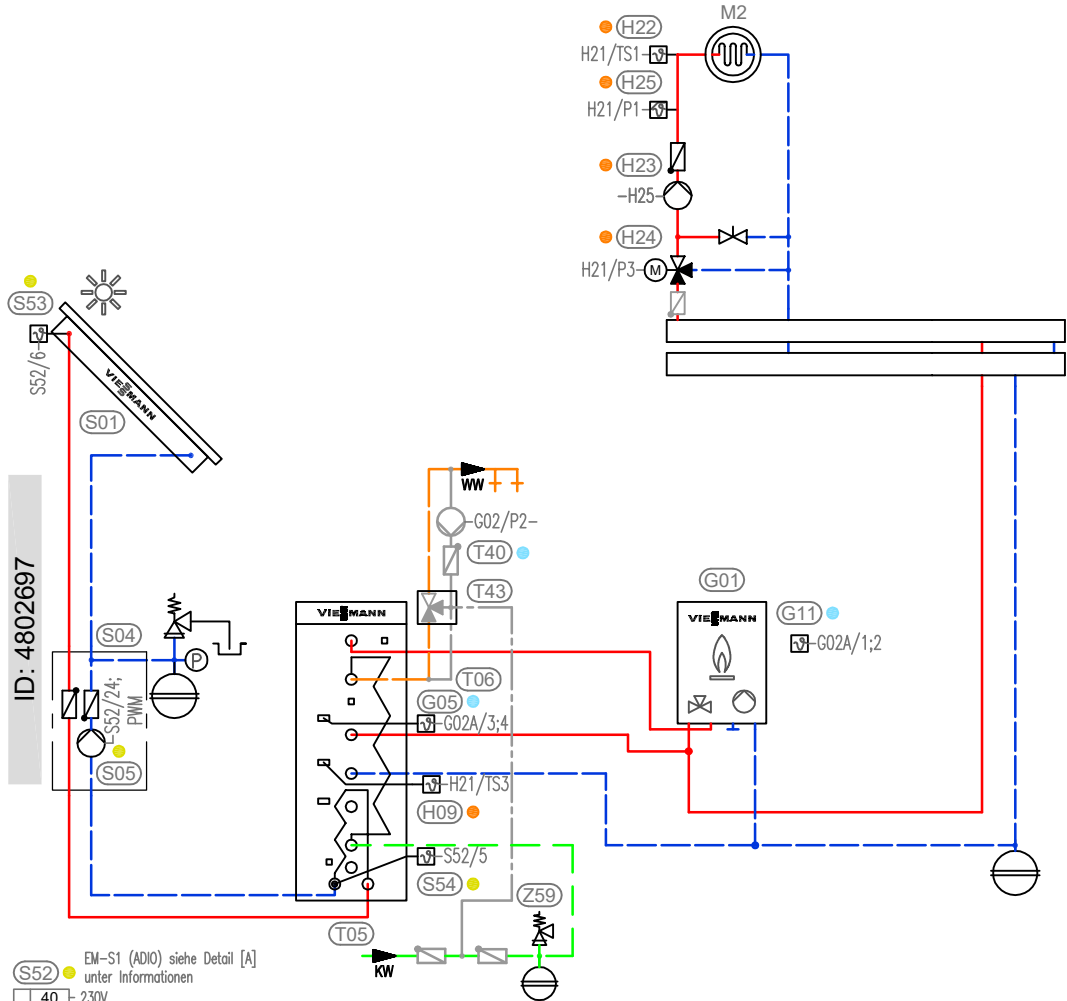 M2
H22
H21/TS1
H25
H21/P1
H23
-H25-
H24
H21/P3
M
S53
S52/6
VIESMANN
S01
WW
G02/P2
T40
T43
G01
VIESMANN
G11
G02A/1;2
ID: 4802697
S04
P
S52/24;
PWM
S05
VIESMANN
T06
G05
G02A/3;4
H21/TS3
H09
S52/5
S54
Z59
T05
KW
EM-S1 (ADIO) siehe Detail [A]
unter Informationen
S52
40
230V